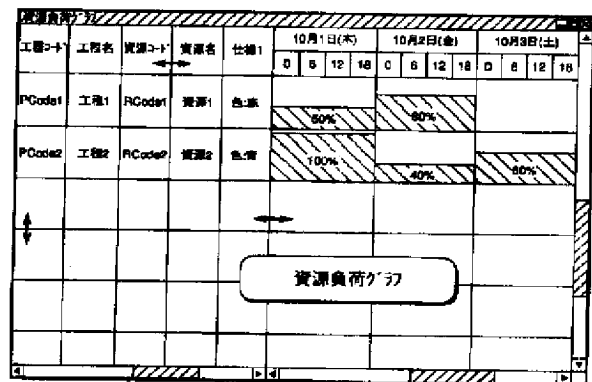 資源負荷グラフ
工程コード 工程名 資源コード 資源名 仕様1 10月1日(木) 10月2日(金) 10月3日(土)
0 6 12 18 0 6 12 18 0 6 12 18
PCode1 工程1 RCode1 資源1 色:赤 50% 80%
PCode2 工程2 RCode2 資源2 色:青 100% 40% 60%
資源負荷グラフ